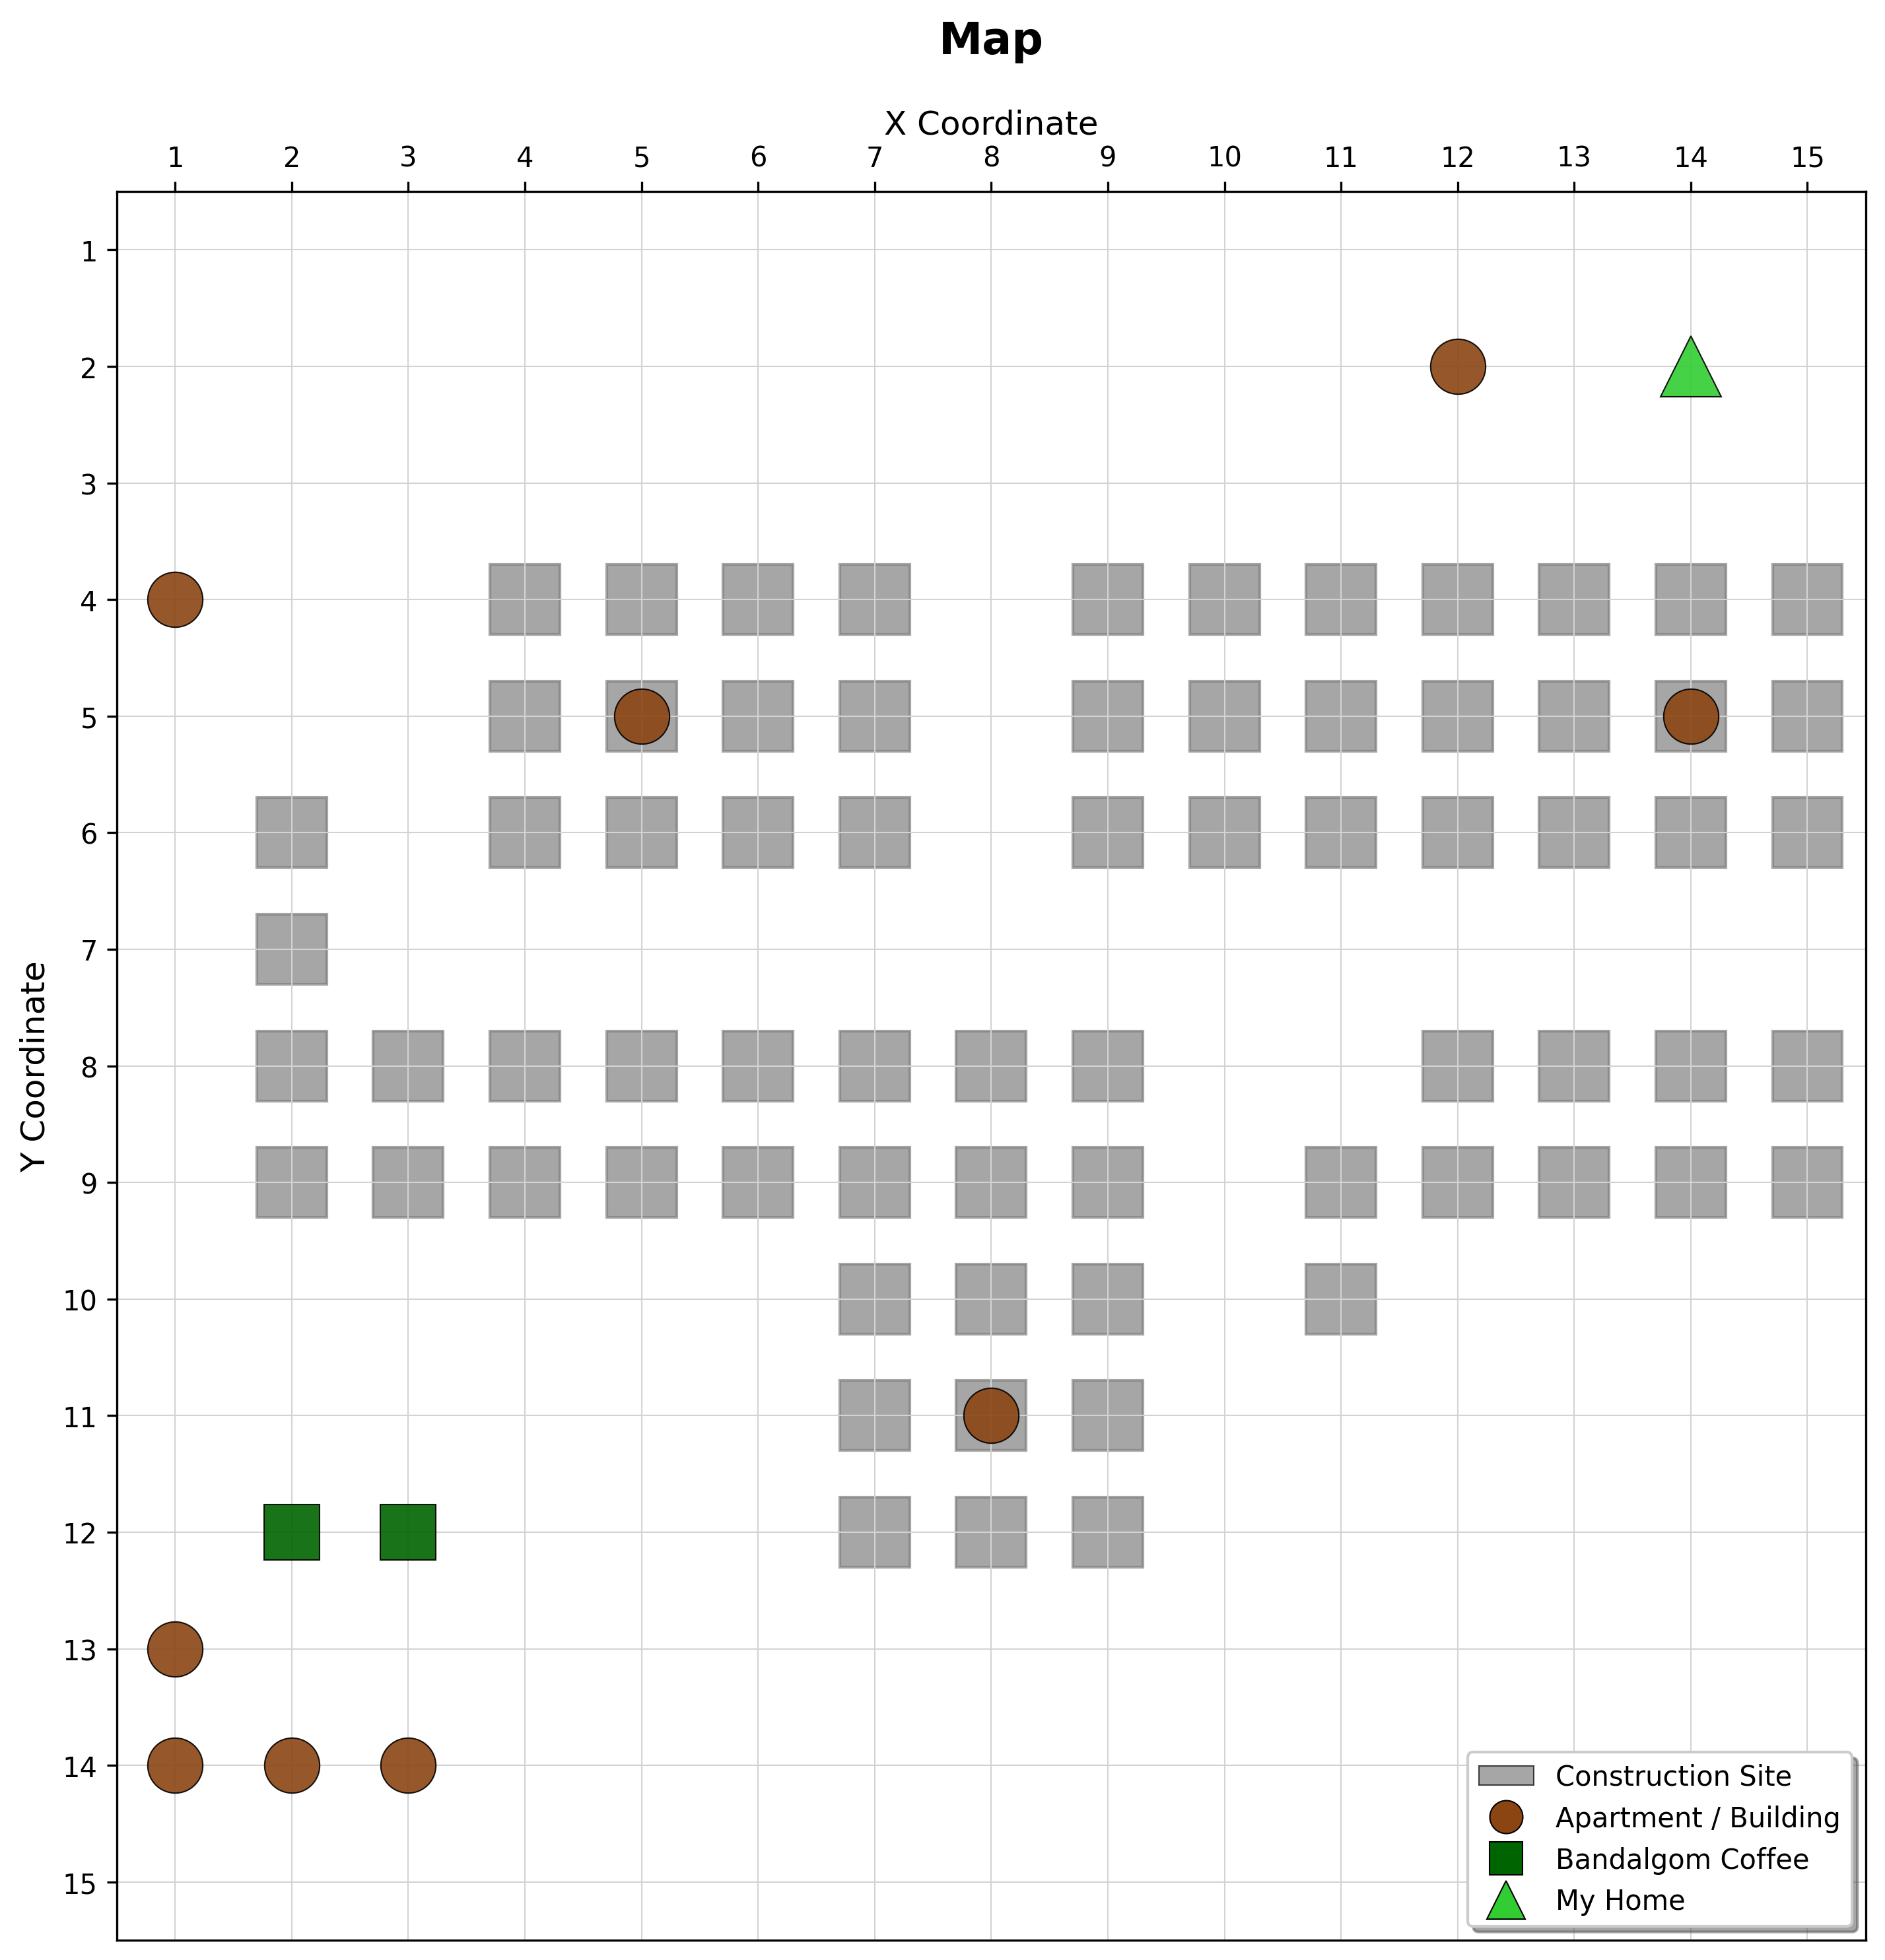 Map
X Coordinate
1 2 3 4 5 6 7 8 9 10 11 12 13 14 15
1
2
3
4
5
6
7
8
9
10
11
12
13
14
15
Y Coordinate
Construction Site
Apartment / Building
Bandalgom Coffee
My Home